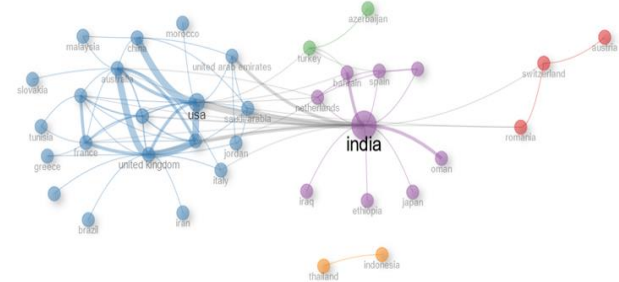 azerbaijan
morocco
malaysia
china
austria
turkey
united arab emirates
switzerland
bahrain
spain
australia
slovakia
netherlands
usa
saudi arabia
india
tunisia
romania
france
jordan
greece
united kingdom
oman
italy
iraq
ethiopia
japan
brazil
iran
indonesia
thailand